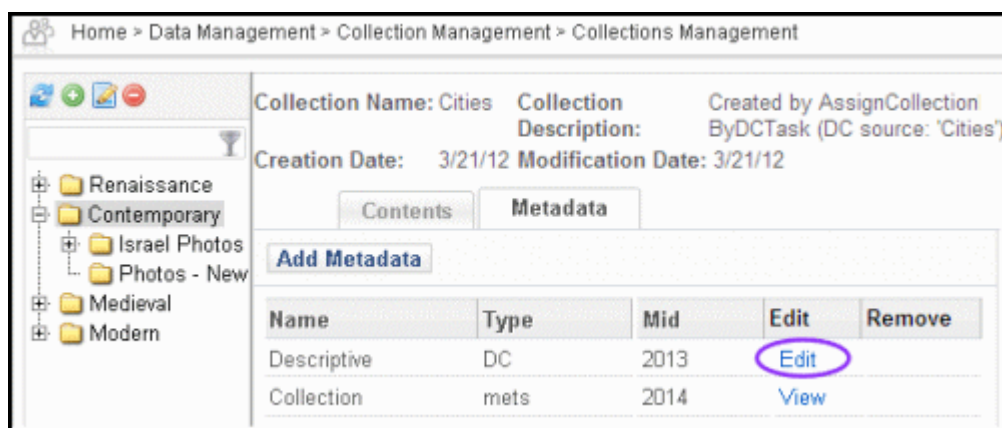 Home > Data Management > Collection Management > Collections Management
Collection Name: Cities Collection Description: Created by AssignCollection ByDCTask (DC source: 'Cities')
Creation Date: 3/21/12 Modification Date: 3/21/12
Renaissance
Contemporary
Israel Photos
Photos - New
Medieval
Modern
Contents Metadata
Add Metadata
Name Type Mid Edit Remove
Descriptive DC 2013 Edit
Collection mets 2014 View